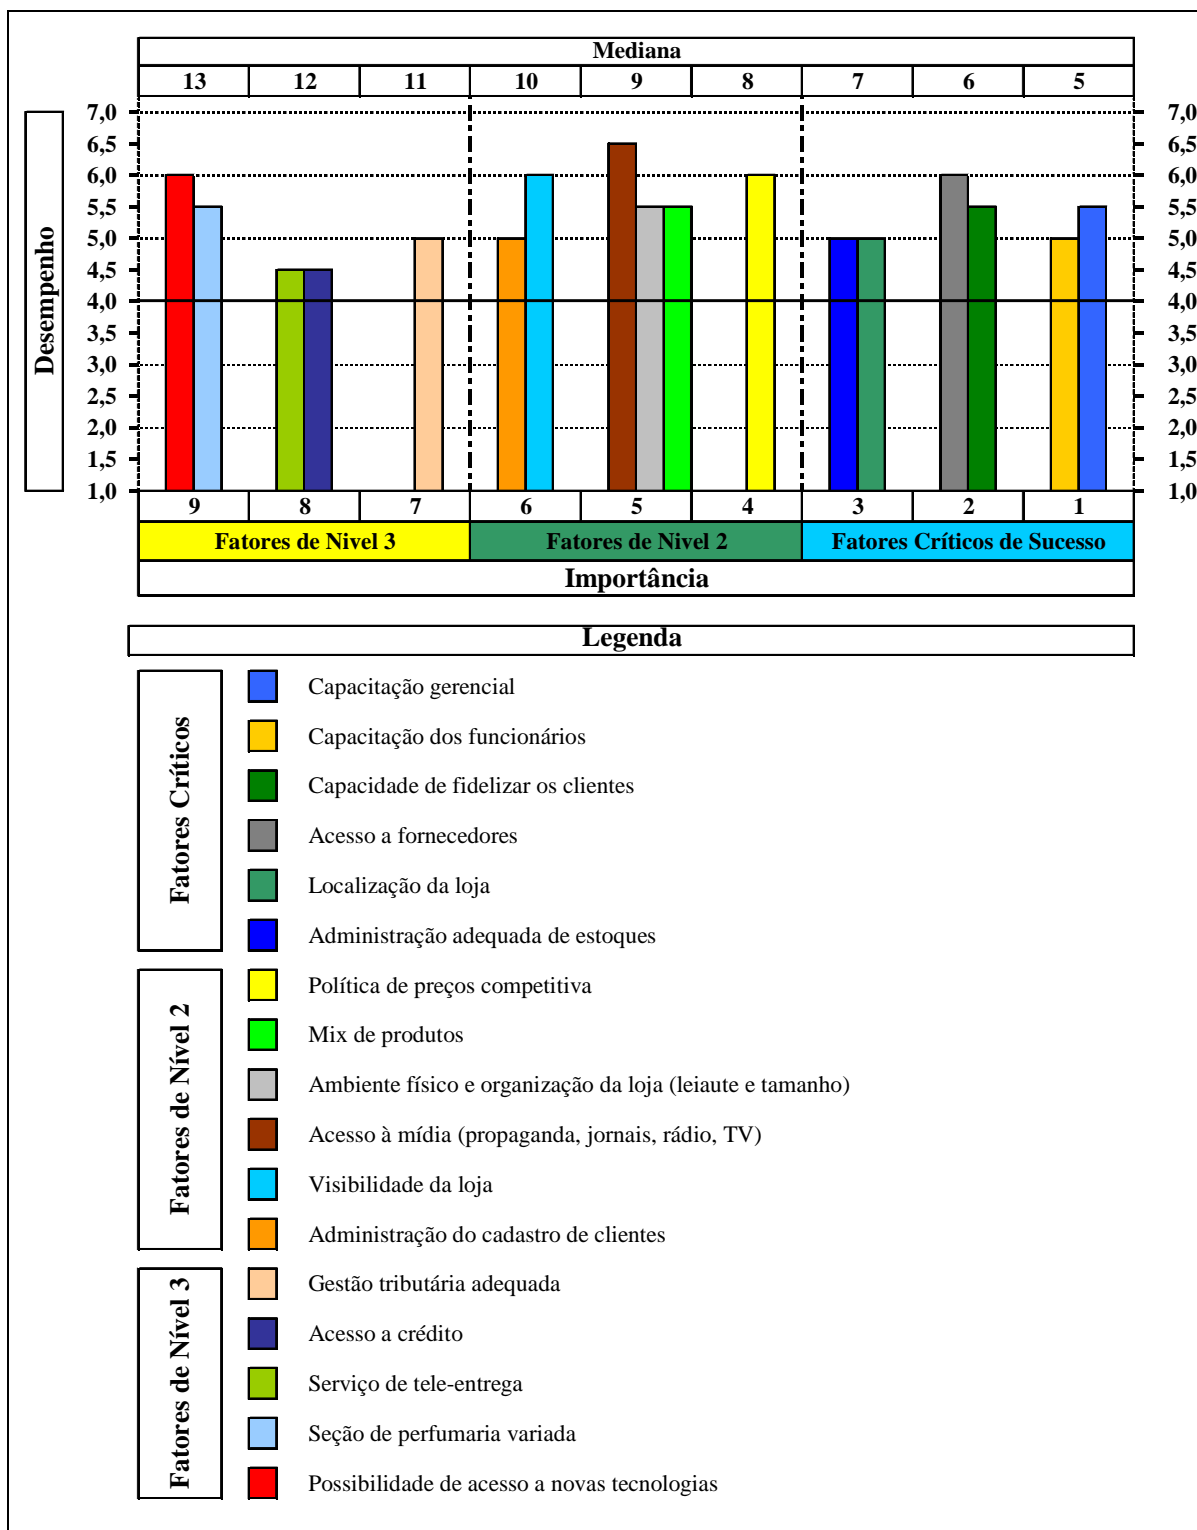 Mediana
13 12 11 10 9 8 7 6 5
Desempenho
7,0 7,0
6,5 6,5
6,0 6,0
5,5 5,5
5,0 5,0
4,5 4,5
4,0 4,0
3,5 3,5
3,0 3,0
2,5 2,5
2,0 2,0
1,5 1,5
1,0 1,0
9 8 7 6 5 4 3 2 1
Fatores de Nivel 3 Fatores de Nivel 2 Fatores Críticos de Sucesso
Importância
Legenda
Fatores Críticos
Capacitação gerencial
Capacitação dos funcionários
Capacidade de fidelizar os clientes
Acesso a fornecedores
Localização da loja
Administração adequada de estoques
Fatores de Nível 2
Política de preços competitiva
Mix de produtos
Ambiente físico e organização da loja (leiaute e tamanho)
Acesso à mídia (propaganda, jornais, rádio, TV)
Visibilidade da loja
Administração do cadastro de clientes
Fatores de Nível 3
Gestão tributária adequada
Acesso a crédito
Serviço de tele-entrega
Seção de perfumaria variada
Possibilidade de acesso a novas tecnologias